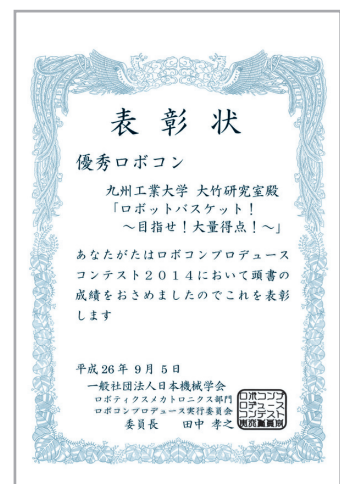 表彰状
優秀ロボコン
九州工業大学 大竹研究室殿
「ロボットバスケット!
～目指せ！大量得点！～」
あなたがたはロボコンプロデュース
コンテスト２０１４において頭書の
成績をおさめましたのでこれを表彰
します
平成26年 9月 5日
一般社団法人日本機械学会
ロボティクスメカトロニクス部門
ロボコンプロデュース実行委員会
委員長 田中 孝之
ロボコンプ
ロデュース
コンテスト